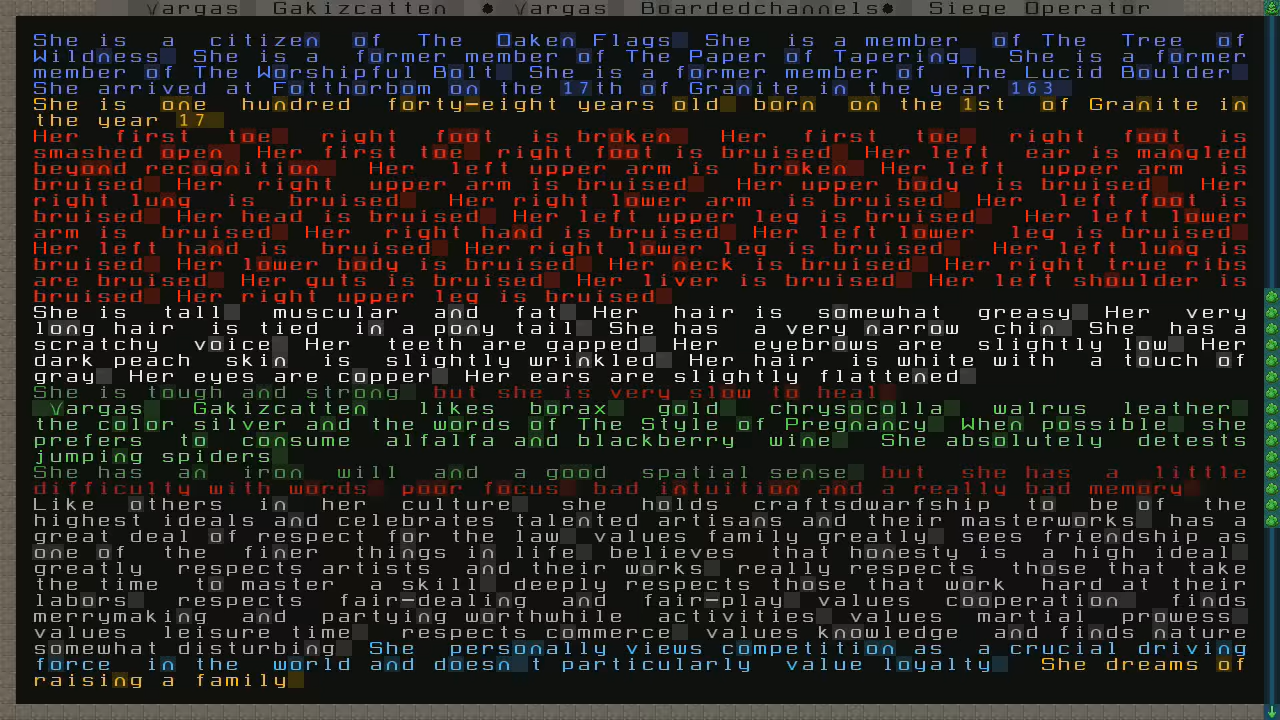 Vargas Gakizcatten ● Vargas Boardedchannels● Siege Operator
She is a citizen of The Oaken Flags She is a member of The Tree of
Wildness She is a former member of The Paper of Tapering She is a former
member of The Worshipful Bolt She is a former member of The Lucid Boulder
She arrived at Fotthorbom on the 17th of Granite in the year 163
She is one hundred forty-eight years old born on the 1st of Granite in
the year 17
Her first toe right foot is broken Her first toe right foot is
smashed open Her first toe right foot is bruised Her left ear is mangled
beyond recognition Her left upper arm is broken Her left upper arm is
bruised Her right upper arm is bruised Her upper body is bruised Her
right lung is bruised Her right lower arm is bruised Her left foot is
bruised Her head is bruised Her left upper leg is bruised Her left lower
arm is bruised Her right hand is bruised Her left lower leg is bruised
Her left hand is bruised Her right lower leg is bruised Her left lung is
bruised Her lower body is bruised Her neck is bruised Her right true ribs
are bruised Her guts is bruised Her liver is bruised Her left shoulder is
bruised Her right upper leg is bruised
She is tall muscular and fat Her hair is somewhat greasy Her very
long hair is tied in a pony tail She has a very narrow chin She has a
scratchy voice Her teeth are gapped Her eyebrows are slightly low Her
dark peach skin is slightly wrinkled Her hair is white with a touch of
gray Her eyes are copper Her ears are slightly flattened
She is tough and strong but she is very slow to heal
Vargas Gakizcatten likes borax gold chrysocolla walrus leather
the color silver and the words of The Style of Pregnancy When possible she
prefers to consume alfalfa and blackberry wine She absolutely detests
jumping spiders
She has an iron will and a good spatial sense but she has a little
difficulty with words poor focus bad intuition and a really bad memory
Like others in her culture she holds craftsdwarfship to be of the
highest ideals and celebrates talented artisans and their masterworks has a
great deal of respect for the law values family greatly sees friendship as
one of the finer things in life believes that honesty is a high ideal
greatly respects artists and their works really respects those that take
the time to master a skill deeply respects those that work hard at their
labors respects fair-dealing and fair-play values cooperation finds
merrymaking and partying worthwhile activities values martial prowess
values leisure time respect commerce values knowledge and finds nature
somewhat disturbing She personally views competition as a crucial driving
force in the world and doesn t particularly value loyalty She dreams of
raising a family